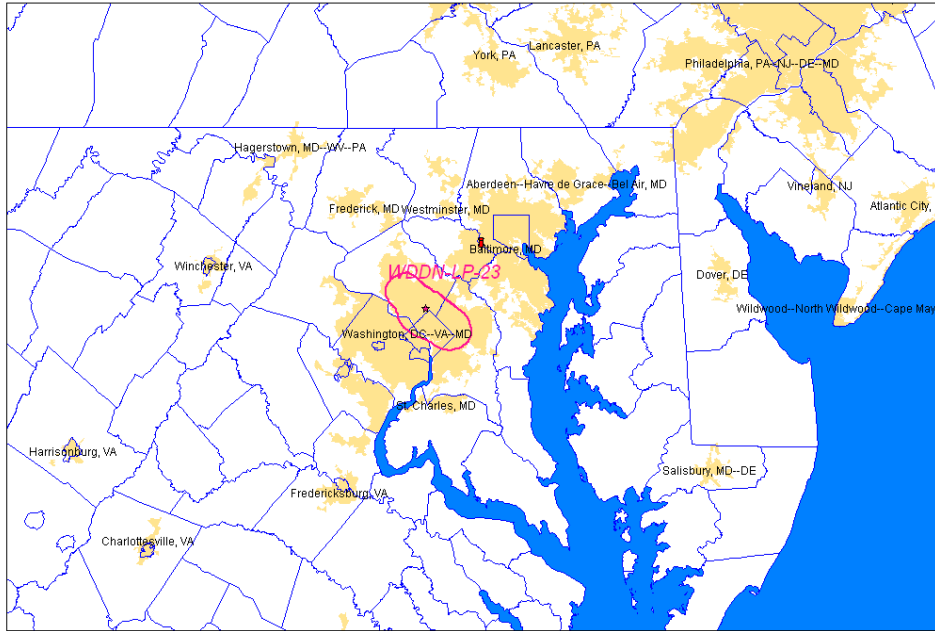 Lancaster, PA
York, PA
Philadelphia, PA--NJ--DE--MD
Hagerstown, MD--WV--PA
Aberdeen--Havre de Grace--Bel Air, MD
Vineland, NJ
Frederick, MD
Westminster, MD
Atlantic City,
Baltimore, MD
Winchester, VA
WDDN-LP-23
Dover, DE
Wildwood--North Wildwood--Cape May
Washington, DC--VA--MD
St. Charles, MD
Harrisonburg, VA
Salisbury, MD--DE
Fredericksburg, VA
Charlottesville, VA